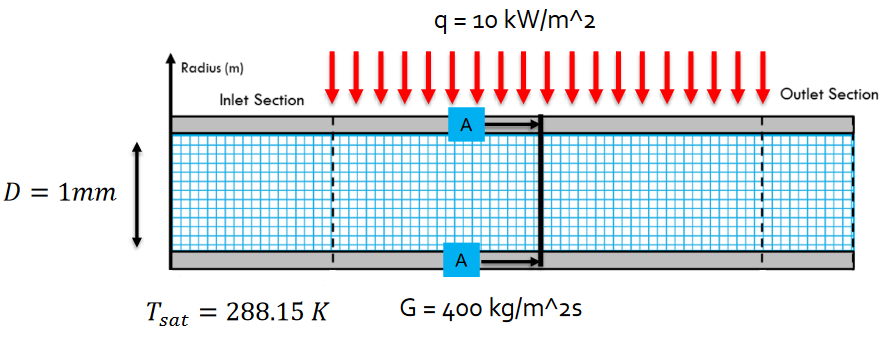 q = 10 kW/m^2
Radius (m)
Inlet Section
Outlet Section
A
D = 1mm
A
T_sat = 288.15 K
G = 400 kg/m^2s